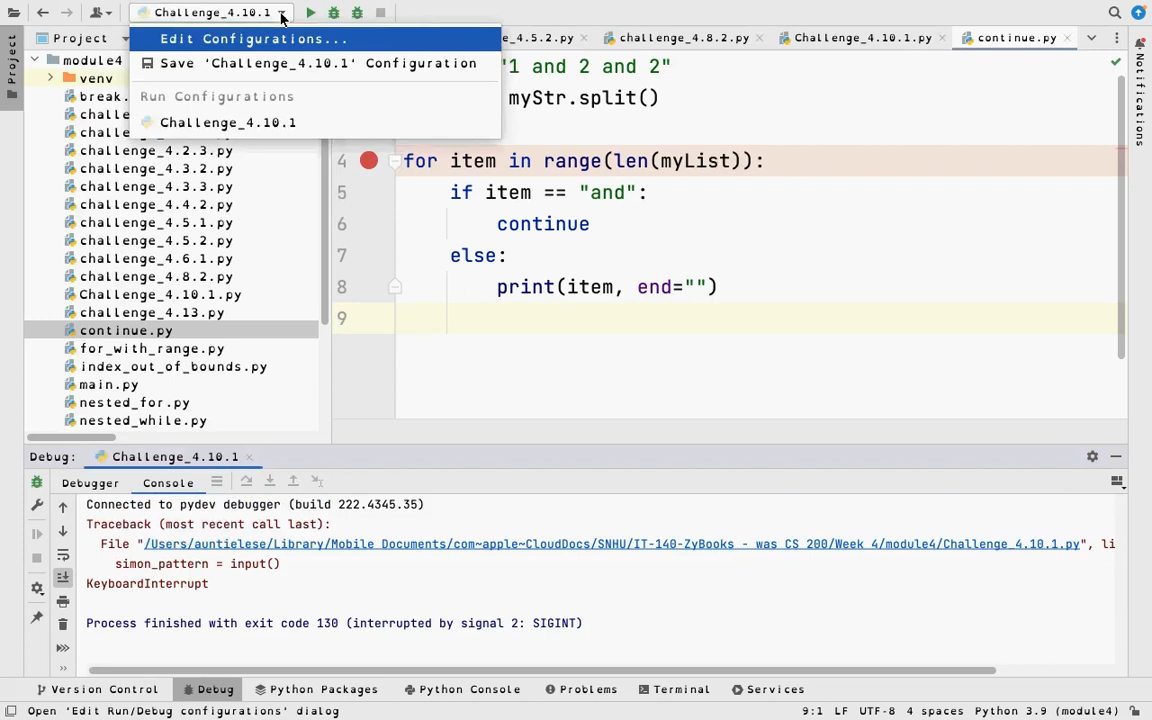 Challenge_4.10.1
Project
Edit Configurations...
Save 'Challenge_4.10.1' Configuration
Run Configurations
Challenge_4.10.1
e_4.5.2.py
challenge_4.8.2.py
Challenge_4.10.1.py
continue.py
Project
Notifications
module4
venv
break.
challe
challe
challenge_4.2.3.py
challenge_4.3.2.py
challenge_4.3.3.py
challenge_4.4.2.py
challenge_4.5.1.py
challenge_4.5.2.py
challenge_4.6.1.py
challenge_4.8.2.py
Challenge_4.10.1.py
challenge_4.13.py
continue.py
for_with_range.py
index_out_of_bounds.py
main.py
nested_for.py
nested_while.py
"1 and 2 and 2"
myStr.split()
4 for item in range(len(myList)):
5 if item == "and":
6 continue
7 else:
8 print(item, end="")
9
Debug: Challenge_4.10.1
Debugger Console
Connected to pydev debugger (build 222.4345.35)
Traceback (most recent call last):
File "/Users/auntielese/Library/Mobile Documents/com~apple~CloudDocs/SNHU/IT-140-ZyBooks - was CS 200/Week 4/module4/Challenge_4.10.1.py", li
simon_pattern = input()
KeyboardInterrupt
Process finished with exit code 130 (interrupted by signal 2: SIGINT)
Version Control Debug Python Packages Python Console Problems Terminal Services
Open 'Edit Run/Debug configurations' dialog 9:1 LF UTF-8 4 spaces Python 3.9 (module4)